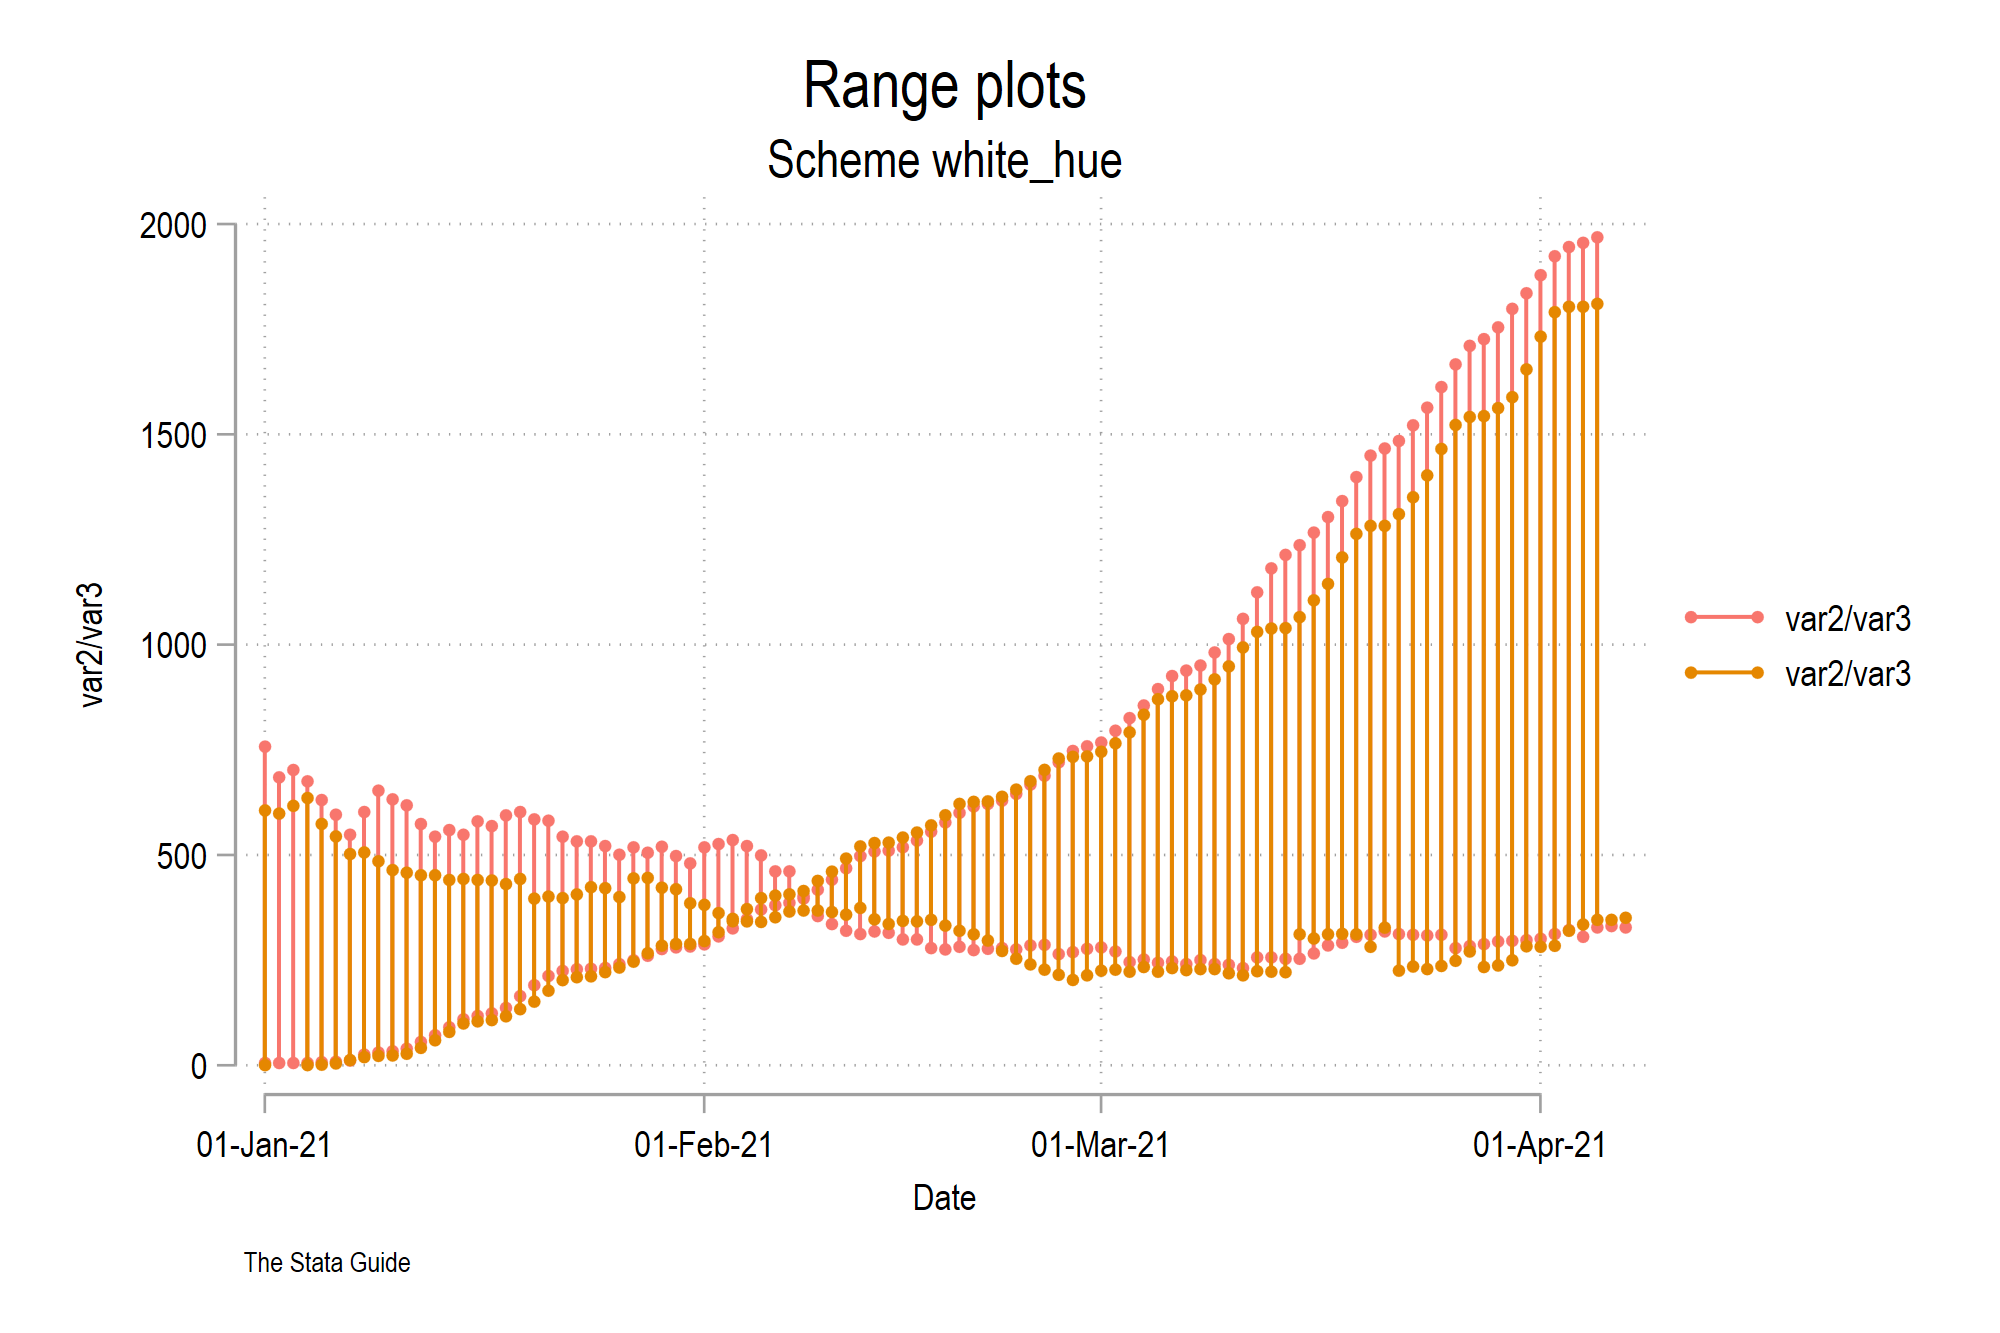 Range plots
Scheme white_hue
2000
1500
1000
500
0
var2/var3
01-Jan-21
01-Feb-21
01-Mar-21
01-Apr-21
Date
var2/var3
var2/var3
The Stata Guide